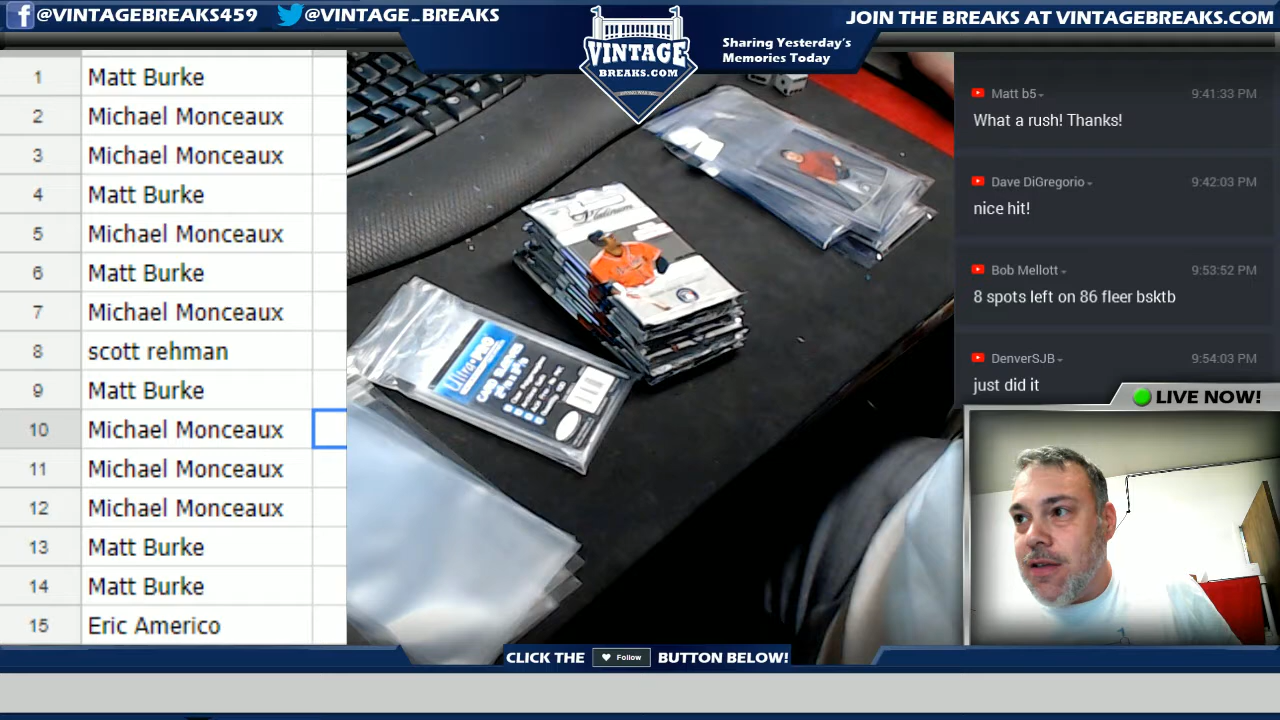 @VINTAGEBREAKS459
@VINTAGE_BREAKS
VINTAGE
BREAKS.COM
Sharing Yesterday's
Memories Today
JOIN THE BREAKS AT VINTAGEBREAKS.COM
1 Matt Burke
2 Michael Monceaux
3 Michael Monceaux
4 Matt Burke
5 Michael Monceaux
6 Matt Burke
7 Michael Monceaux
8 scott rehman
9 Matt Burke
10 Michael Monceaux
11 Michael Monceaux
12 Michael Monceaux
13 Matt Burke
14 Matt Burke
15 Eric Americo
Platinum
Ultra PRO
CARD SLEEVES
Matt b5 9:41:33 PM
What a rush! Thanks!
Dave DiGregorio 9:42:03 PM
nice hit!
Bob Mellott 9:53:52 PM
8 spots left on 86 fleer bsktb
DenverSJB 9:54:03 PM
just did it
LIVE NOW!
CLICK THE Follow BUTTON BELOW!